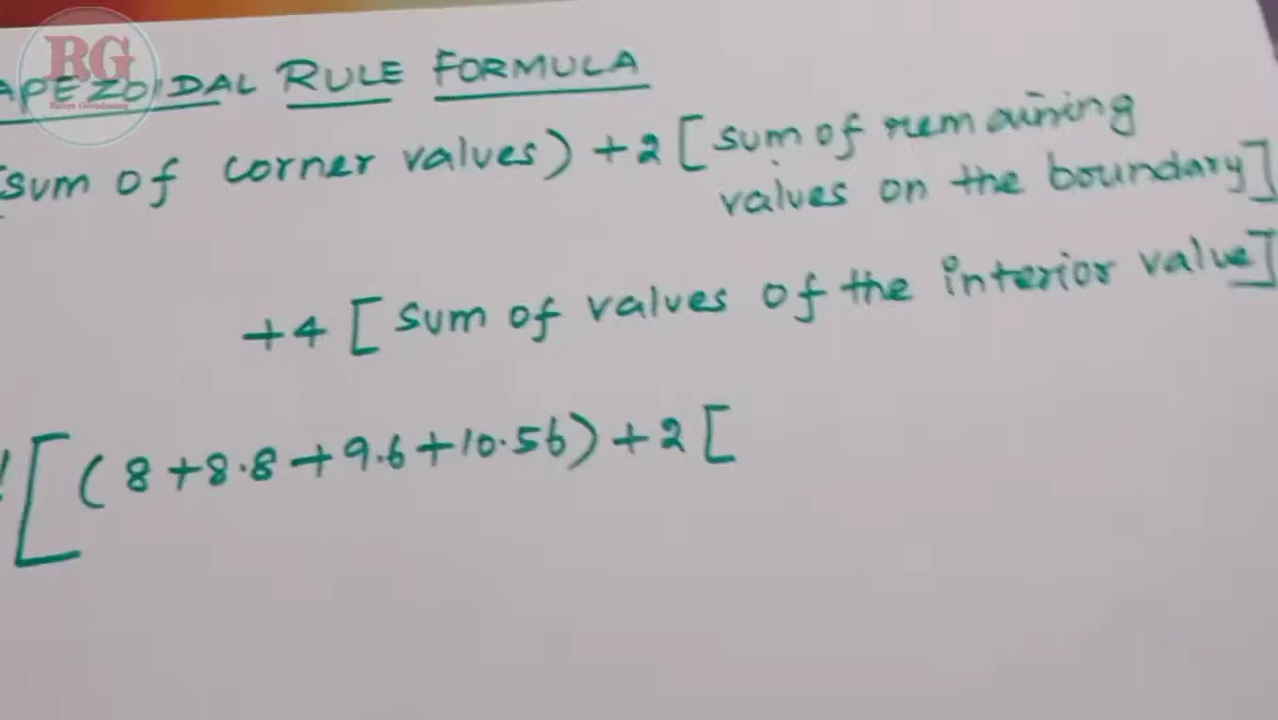 RG
APEZOIDAL RULE FORMULA
sum of corner values) +2 [sum of remaining
values on the boundary]
+4 [sum of values of the interior value]
[(8+8.8+9.6+10.56)+2[